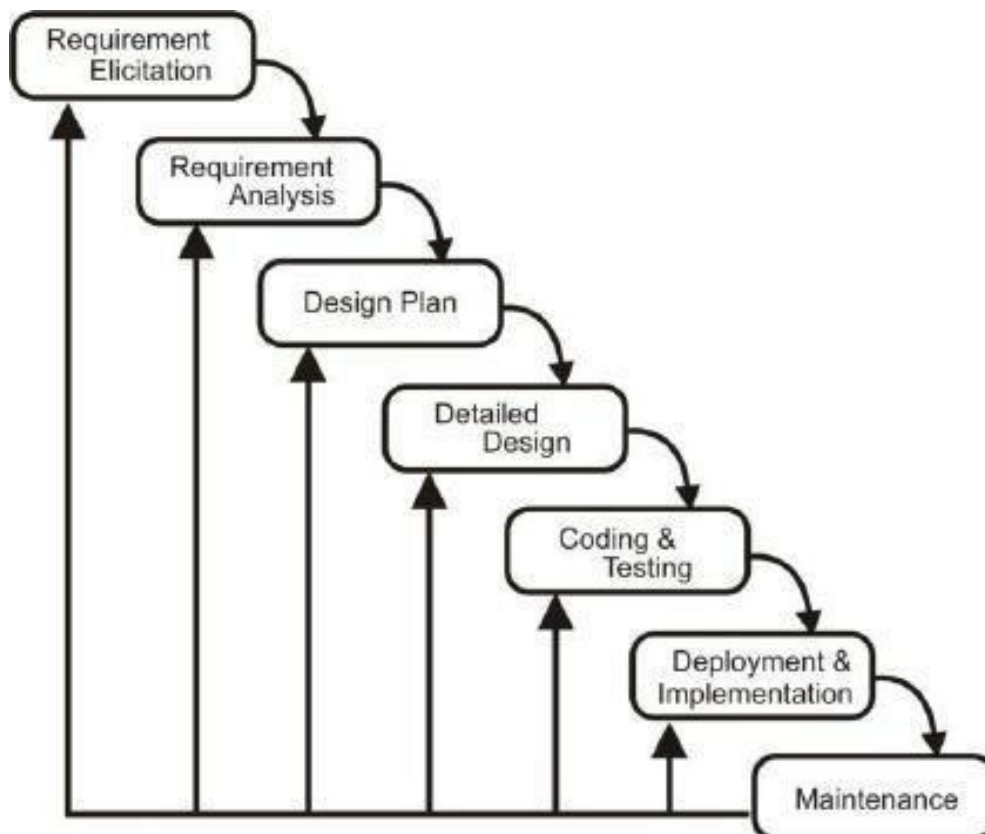 Requirement
Elicitation
Requirement
Analysis
Design Plan
Detailed
Design
Coding &
Testing
Deployment &
Implementation
Maintenance